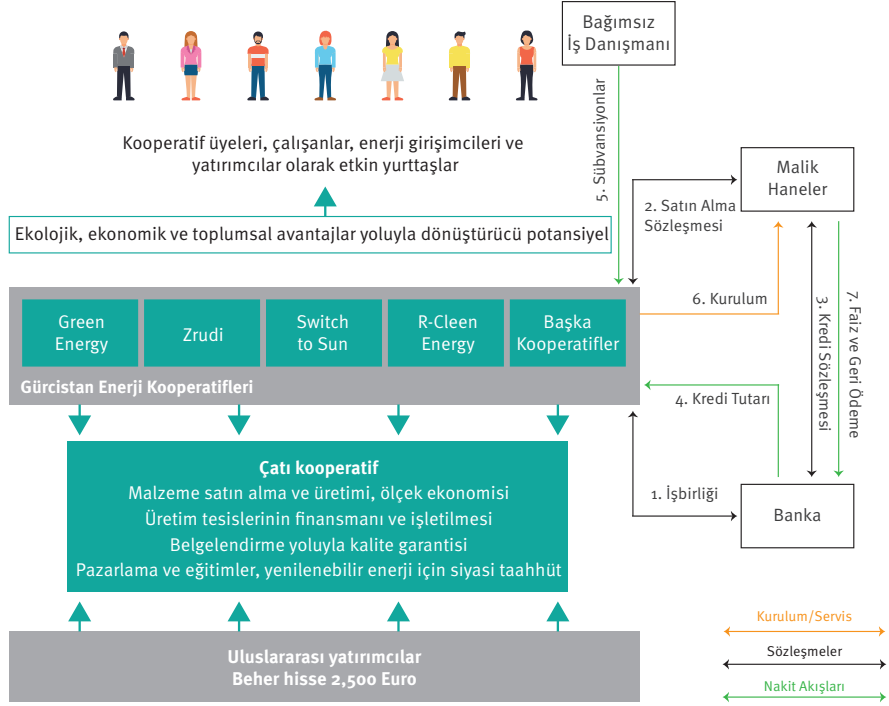 Bağımsız
İş Danışmanı
Kooperatif üyeleri, çalışanlar, enerji girişimcileri ve
yatırımcılar olarak etkin yurttaşlar
5. Sübvansiyonlar
Malik
Haneler
2. Satın Alma
Sözleşmesi
Ekolojik, ekonomik ve toplumsal avantajlar yoluyla dönüştürücü potansiyel
6. Kurulum
3. Kredi Sözleşmesi
7. Faiz ve Geri Ödeme
Green
Energy
Zrudi
Switch
to Sun
R-Cleen
Energy
Başka
Kooperatifler
Gürcistan Enerji Kooperatifleri
4. Kredi Tutarı
Çatı kooperatif
Malzeme satın alma ve üretimi, ölçek ekonomisi
Üretim tesislerinin finansmanı ve işletilmesi
Belgelendirme yoluyla kalite garantisi
Pazarlama ve eğitimler, yenilenebilir enerji için siyasi taahhüt
1. İşbirliği
Banka
Uluslararası yatırımcılar
Beher hisse 2,500 Euro
Kurulum/Servis
Sözleşmeler
Nakit Akışları